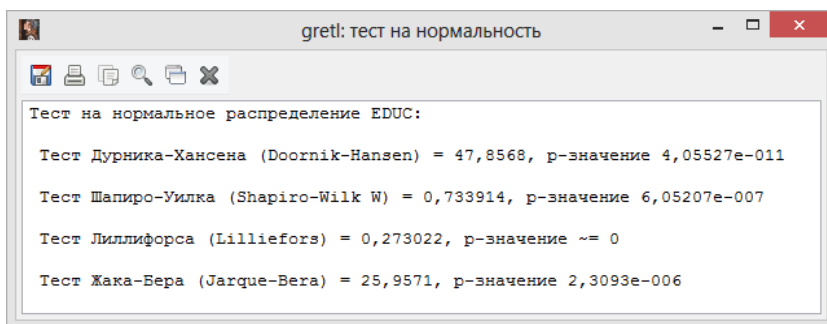 gretl: тест на нормальность
Тест на нормальное распределение EDUC:
Тест Дурника-Хансена (Doornik-Hansen) = 47,8568, р-значение 4,05527e-011
Тест Шапиро-Уилка (Shapiro-Wilk W) = 0,733914, р-значение 6,05207e-007
Тест Лиллифорса (Lilliefors) = 0,273022, р-значение ~= 0
Тест Жака-Бера (Jarque-Bera) = 25,9571, р-значение 2,3093e-006